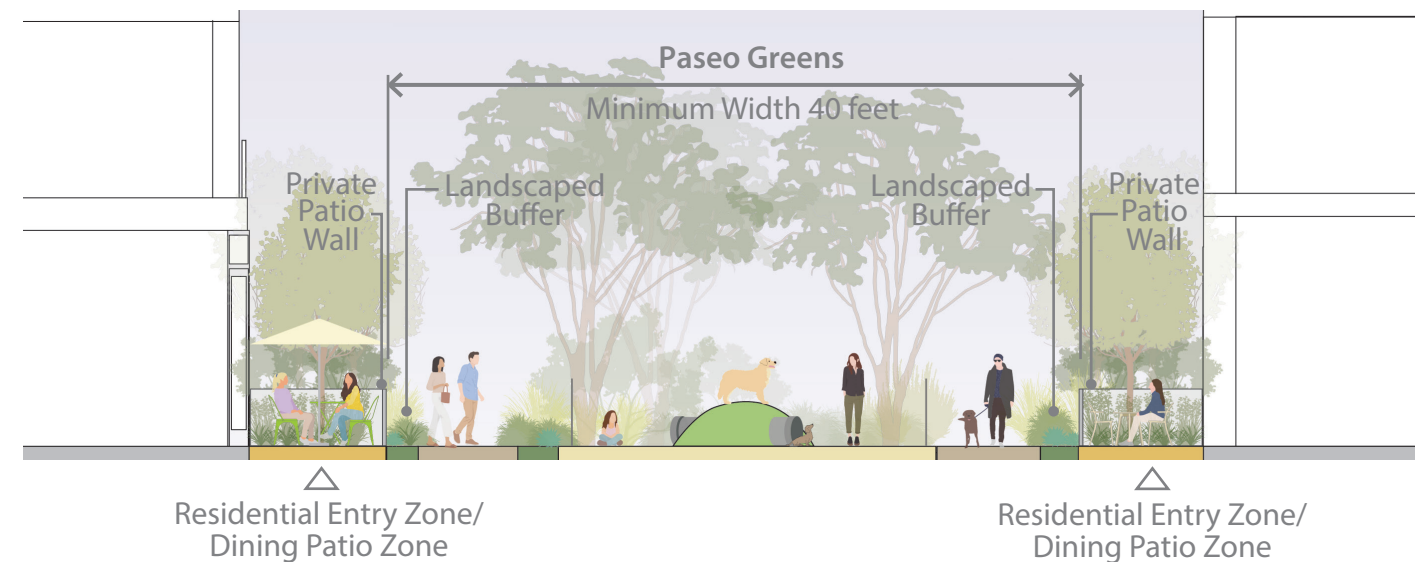 Paseo Greens
Minimum Width 40 feet
Private
Patio
Wall
Landscaped
Buffer
Landscaped
Buffer
Private
Patio
Wall
Residential Entry Zone/
Dining Patio Zone
Residential Entry Zone/
Dining Patio Zone